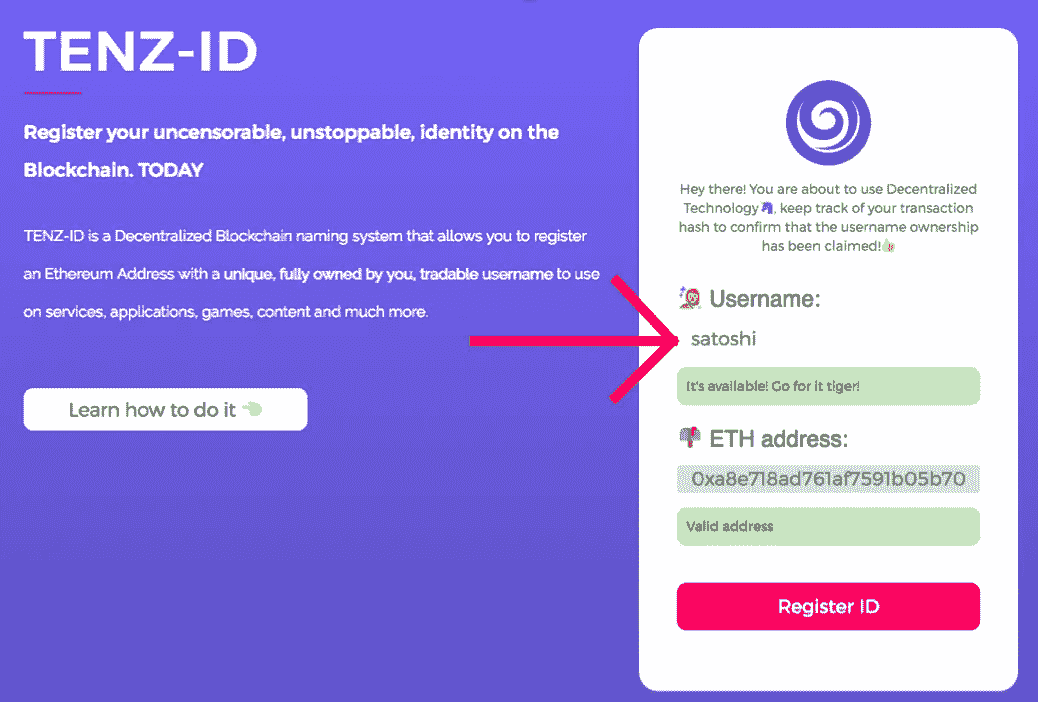 TENZ-ID
Register your uncensorable, unstoppable, identity on the
Blockchain. TODAY
TENZ-ID is a Decentralized Blockchain naming system that allows you to register
an Ethereum Address with a unique, fully owned by you, tradable username to use
on services, applications, games, content and much more.
Learn how to do it
Hey there! You are about to use Decentralized
Technology, keep track of your transaction
hash to confirm that the username ownership
has been claimed!
Username:
satoshi
It's available! Go for it tiger!
ETH address:
0xa8e718ad761af7591b05b70
Valid address
Register ID